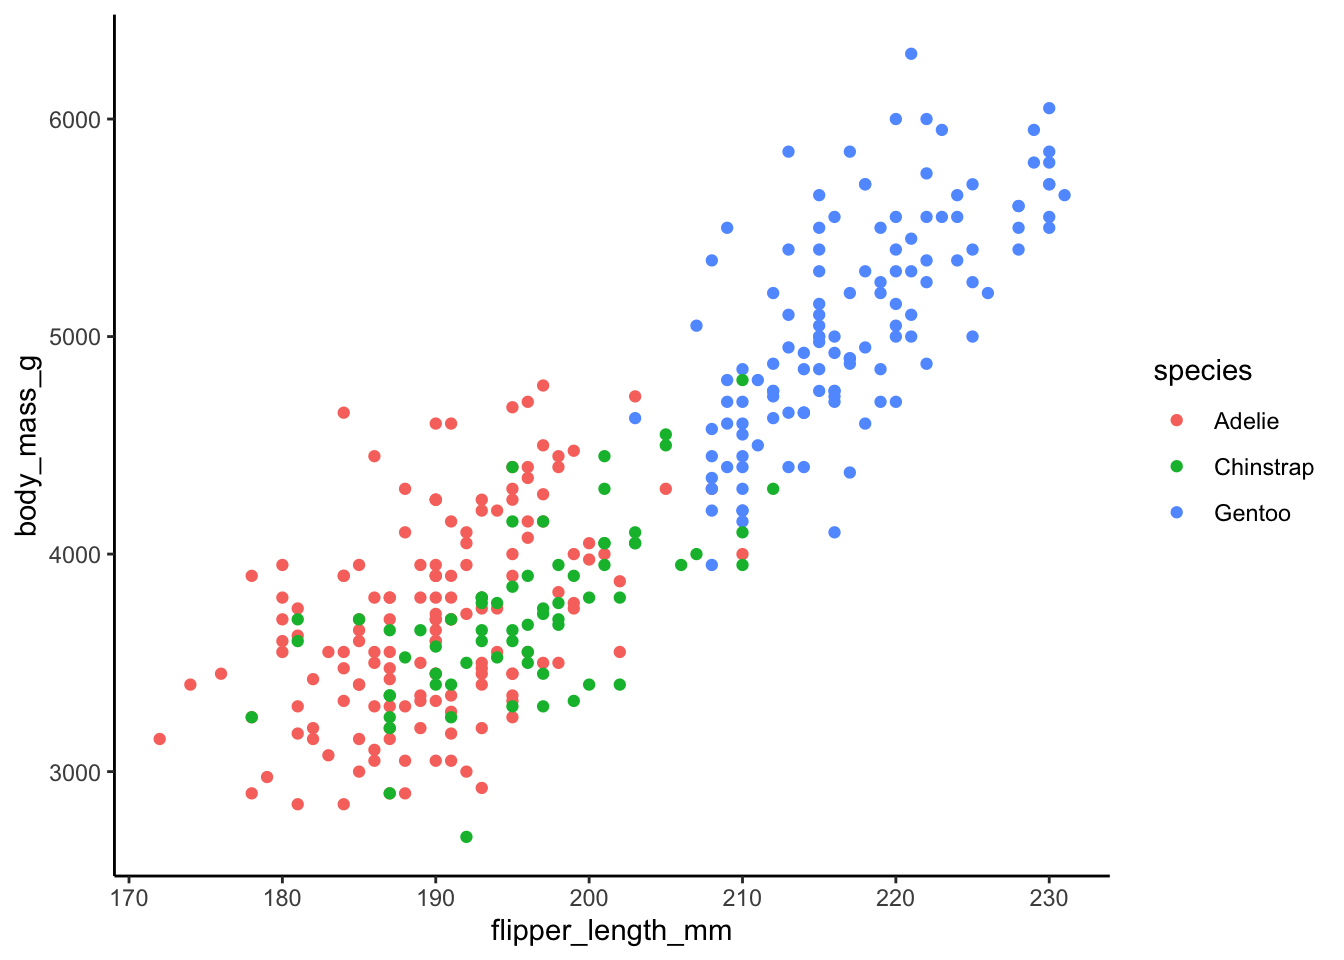 6000
5000
4000
3000
body_mass_g
170 180 190 200 210 220 230
flipper_length_mm
species
Adelie
Chinstrap
Gentoo